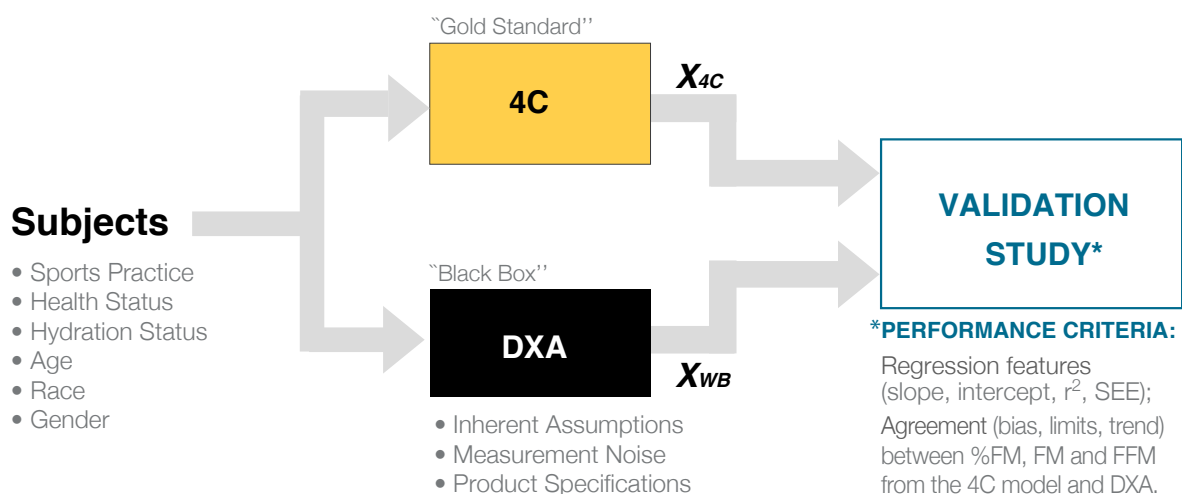 ``Gold Standard''
4C
X4C
Subjects
• Sports Practice
• Health Status
• Hydration Status
• Age
• Race
• Gender
``Black Box''
DXA
XWB
• Inherent Assumptions
• Measurement Noise
• Product Specifications
VALIDATION
STUDY*
*PERFORMANCE CRITERIA:
Regression features
(slope, intercept, r², SEE);
Agreement (bias, limits, trend)
between %FM, FM and FFM
from the 4C model and DXA.